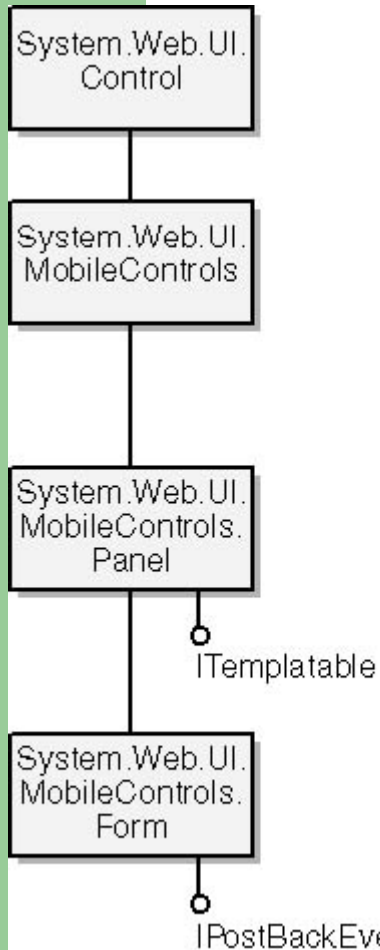 System.Web.UI.
Control
System.Web.UI.
MobileControls
System.Web.UI.
MobileControls.
Panel
ITemplatable
System.Web.UI.
MobileControls.
Form
IPostBackEve